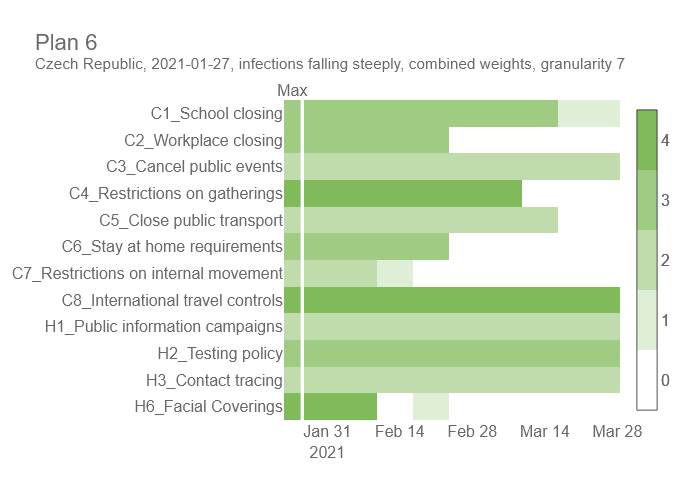 Plan 6
Czech Republic, 2021-01-27, infections falling steeply, combined weights, granularity 7
Max
C1_School closing
C2_Workplace closing
C3_Cancel public events
C4_Restrictions on gatherings
C5_Close public transport
C6_Stay at home requirements
C7_Restrictions on internal movement
C8_International travel controls
H1_Public information campaigns
H2_Testing policy
H3_Contact tracing
H6_Facial Coverings
Jan 31 Feb 14 Feb 28 Mar 14 Mar 28
2021
4
3
2
1
0